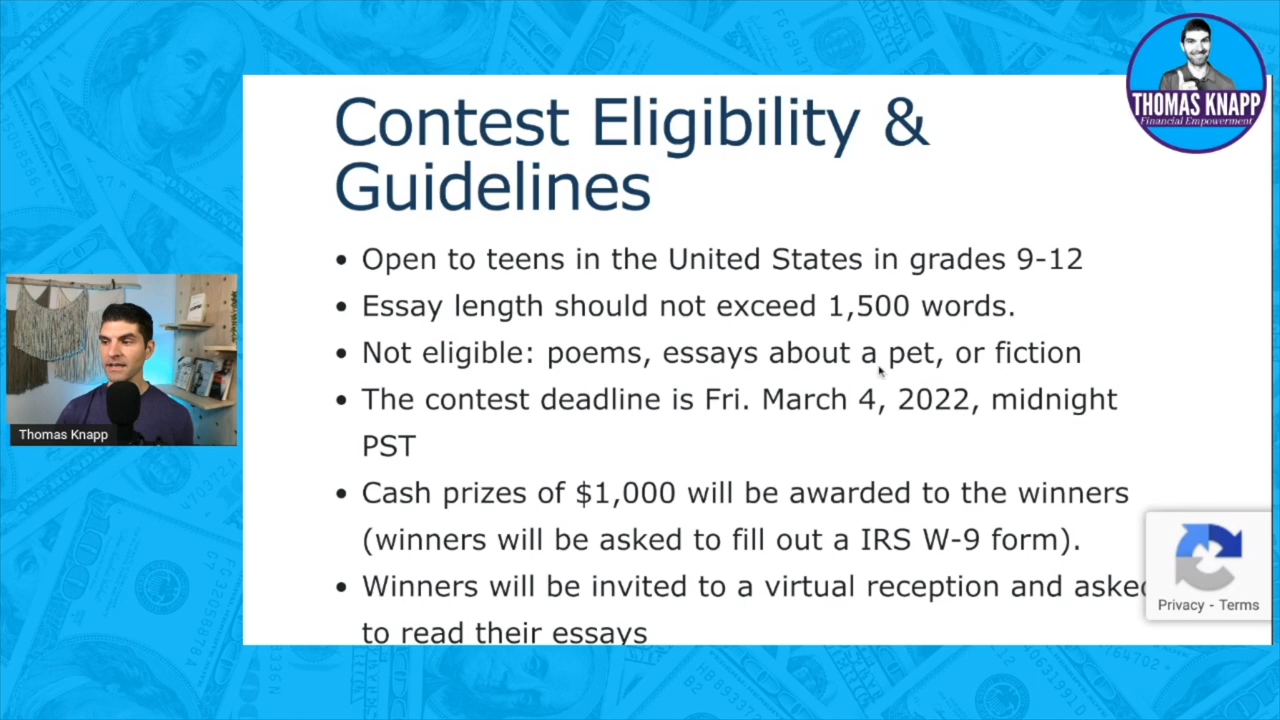 THOMAS KNAPP
Financial Empowerment
Contest Eligibility &
Guidelines
• Open to teens in the United States in grades 9-12
• Essay length should not exceed 1,500 words.
• Not eligible: poems, essays about a pet, or fiction
• The contest deadline is Fri. March 4, 2022, midnight
PST
• Cash prizes of $1,000 will be awarded to the winners
(winners will be asked to fill out a IRS W-9 form).
• Winners will be invited to a virtual reception and asked
to read their essays
Thomas Knapp
Privacy - Terms